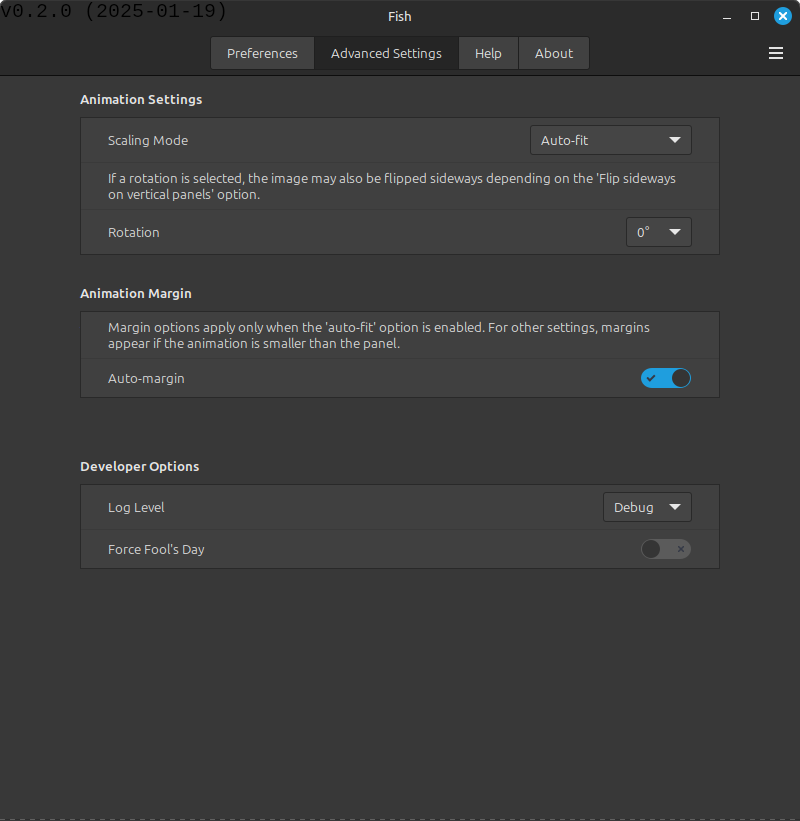 v0.2.0 (2025-01-19)
Fish
Preferences
Advanced Settings
Help
About
Animation Settings
Scaling Mode
Auto-fit
If a rotation is selected, the image may also be flipped sideways depending on the 'Flip sideways
on vertical panels' option.
Rotation
0°
Animation Margin
Margin options apply only when the 'auto-fit' option is enabled. For other settings, margins
appear if the animation is smaller than the panel.
Auto-margin
Developer Options
Log Level
Debug
Force Fool's Day